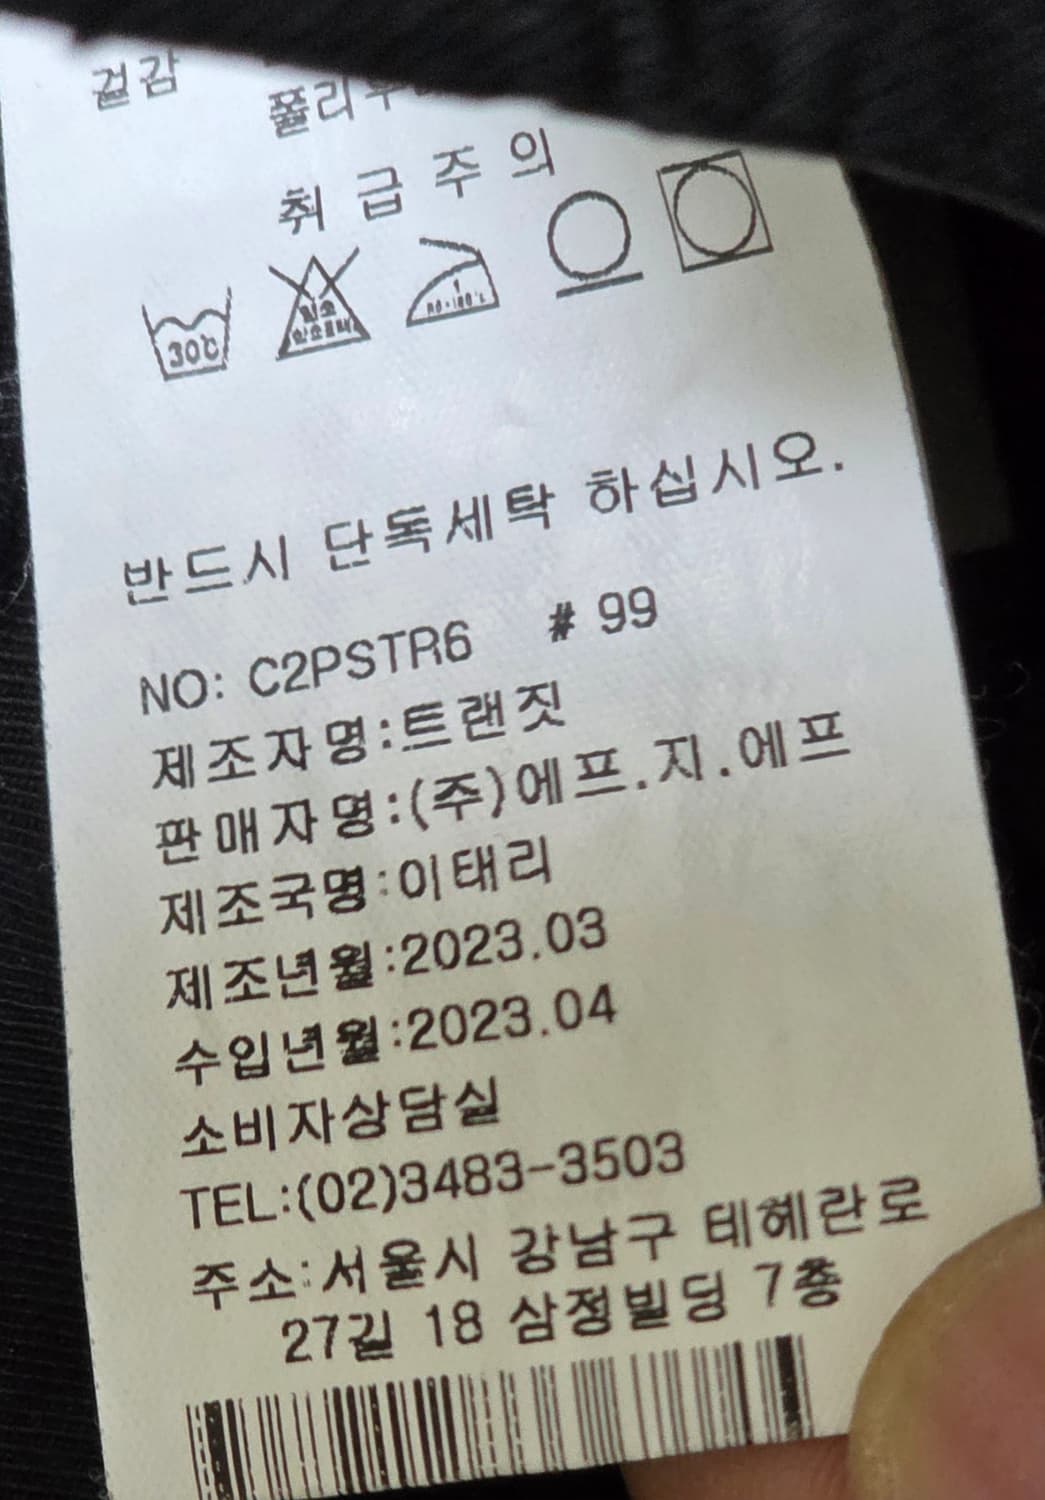 겉감
취급주의
30℃
반드시 단독세탁 하십시오.
NO: C2PSTR6 # 99
제조자명:트랜짓
판매자명:(주)에프.지.에프
제조국명:이태리
제조년월:2023.03
수입년월:2023.04
소비자상담실
TEL:(02)3483-3503
주소:서울시 강남구 테헤란로
27길 18 삼정빌딩 7층